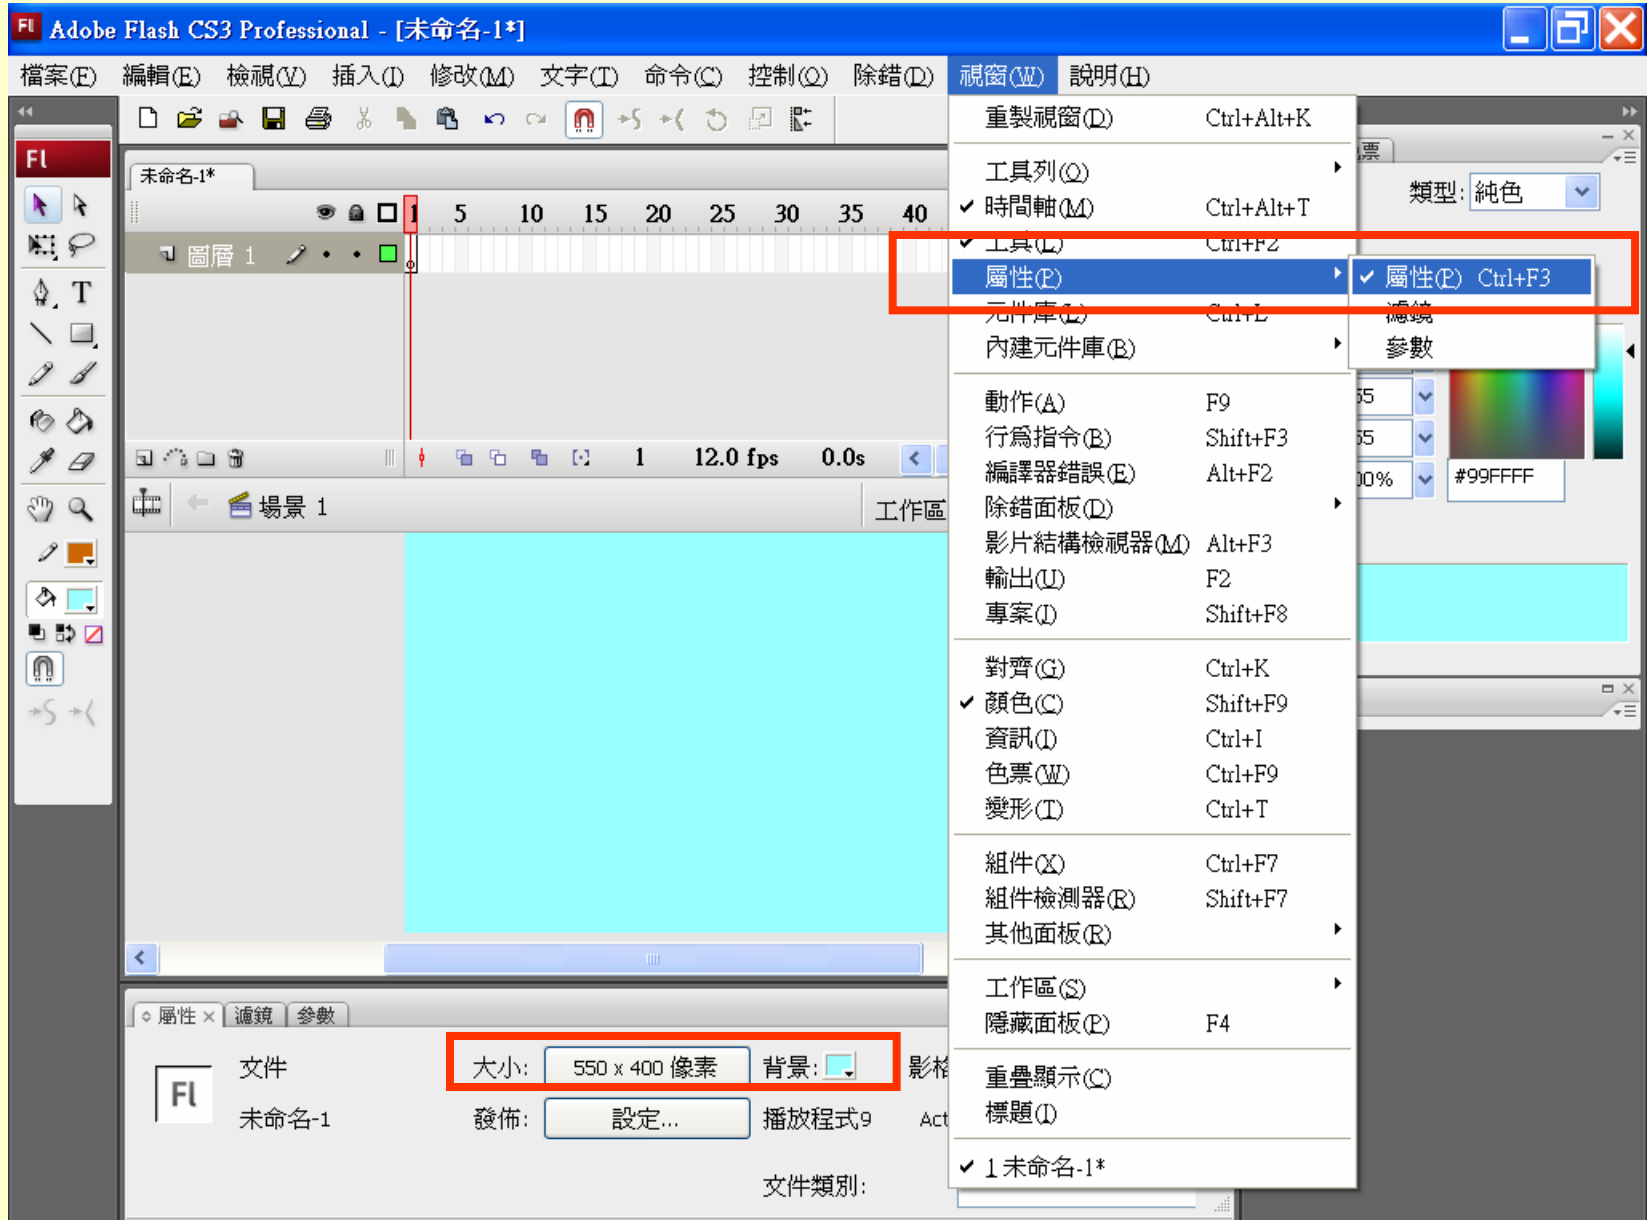 Adobe Flash CS3 Professional - [未命名-1*]
檔案(F) 編輯(E) 檢視(V) 插入(I) 修改(M) 文字(T) 命令(C) 控制(O) 除錯(D) 視窗(W) 說明(H)
Fl
未命名-1*
1 5 10 15 20 25 30 35 40
圖層 1
1 12.0 fps 0.0s
場景 1
工作區
重製視窗(D) Ctrl+Alt+K
工具列(O)
時間軸(M) Ctrl+Alt+T
工具(L) Ctrl+F2
屬性(P)
元件庫(L) Ctrl+L
內建元件庫(B)
動作(A) F9
行為指令(B) Shift+F3
編譯器錯誤(E) Alt+F2
除錯面板(D)
影片結構檢視器(M) Alt+F3
輸出(U) F2
專案(J) Shift+F8
對齊(G) Ctrl+K
顏色(C) Shift+F9
資訊(I) Ctrl+I
色票(W) Ctrl+F9
變形(T) Ctrl+T
組件(X) Ctrl+F7
組件檢測器(R) Shift+F7
其他面板(R)
工作區(S)
隱藏面板(P) F4
重疊顯示(C)
標題(I)
1 未命名-1*
屬性(P) Ctrl+F3
濾鏡
參數
票
類型: 純色
55
55
00%
#99FFFF
屬性 濾鏡 參數
Fl
文件
未命名-1
大小: 550 x 400 像素 背景: 影格
發佈: 設定... 播放程式9 Act
文件類別: